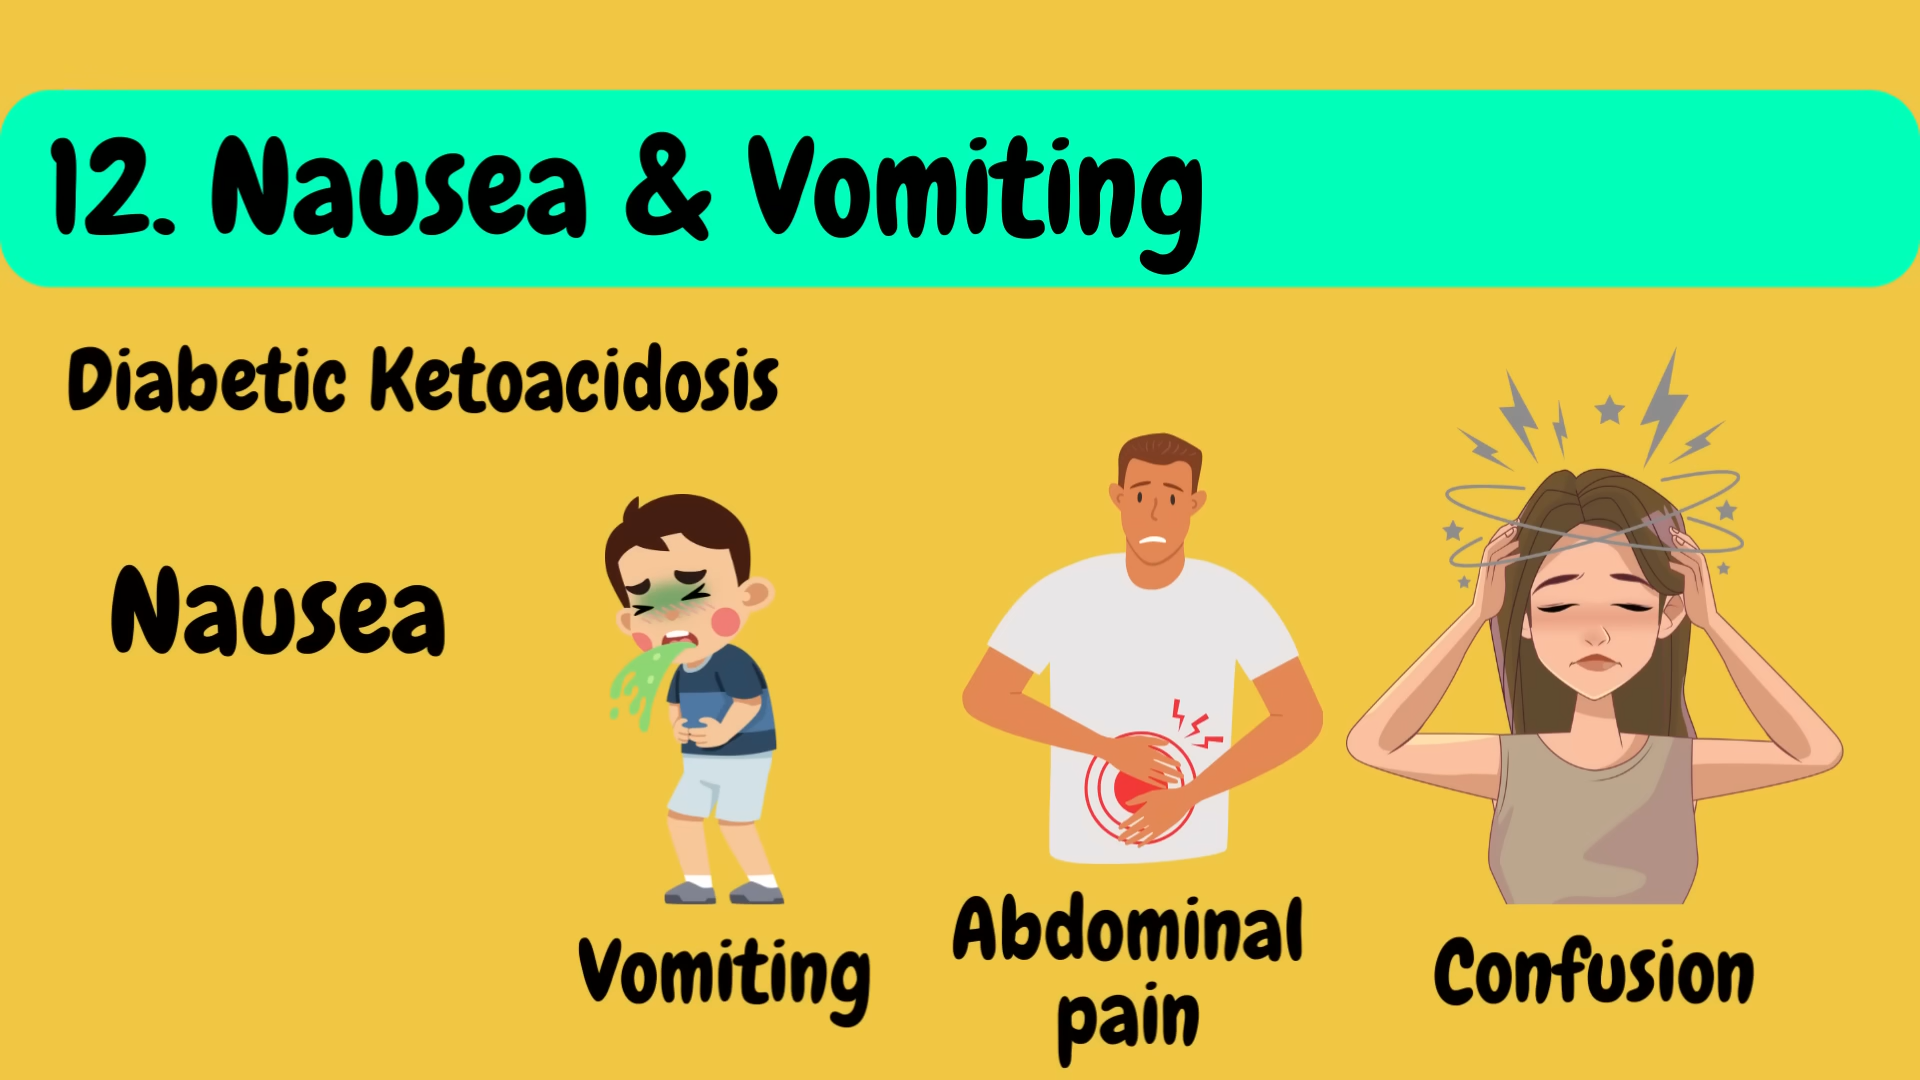 12. Nausea & Vomiting
Diabetic Ketoacidosis
Nausea
Vomiting
Abdominal
pain
Confusion